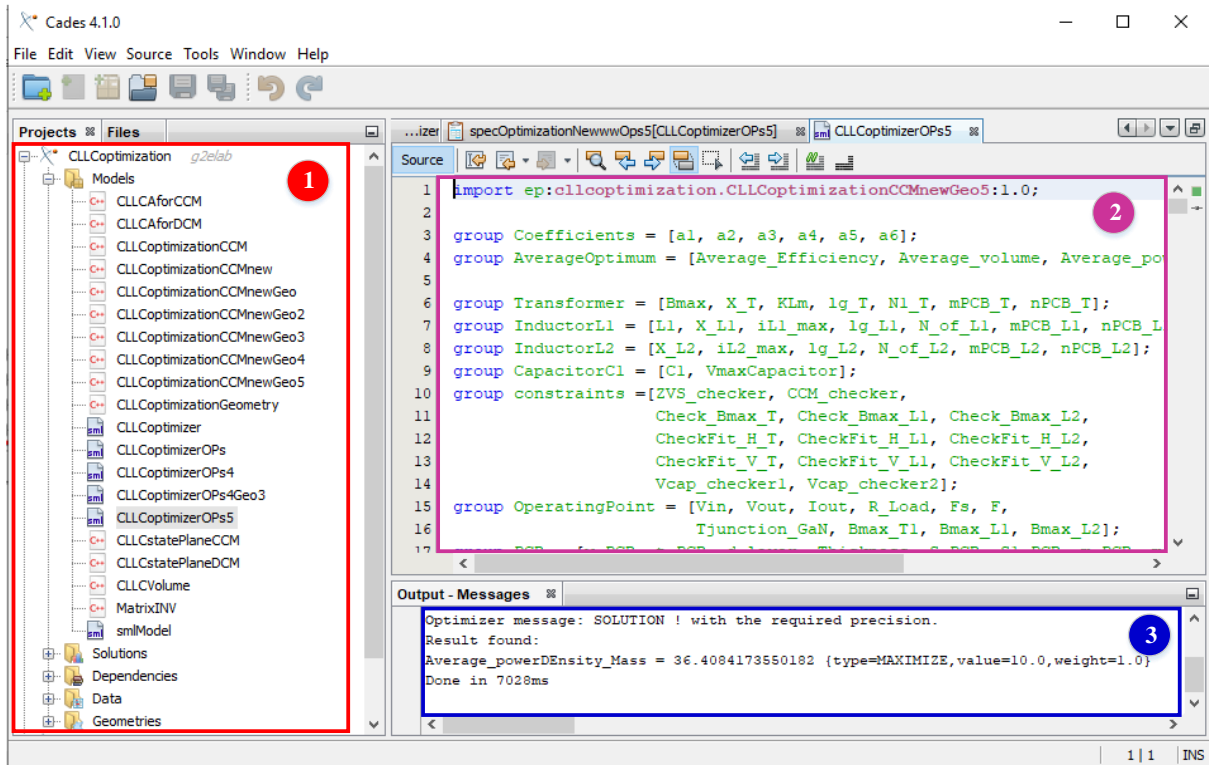 Cades 4.1.0
File Edit View Source Tools Window Help
Projects Files
CLLCoptimization g2elab
Models
CLLCAforCCM
CLLCAforDCM
CLLCoptimizationCCM
CLLCoptimizationCCMnew
CLLCoptimizationCCMnewGeo
CLLCoptimizationCCMnewGeo2
CLLCoptimizationCCMnewGeo3
CLLCoptimizationCCMnewGeo4
CLLCoptimizationCCMnewGeo5
CLLCoptimizationGeometry
CLLCoptimizer
CLLCoptimizerOPs
CLLCoptimizerOPs4
CLLCoptimizerOPs4Geo3
CLLCoptimizerOPs5
CLLCstatePlaneCCM
CLLCstatePlaneDCM
CLLCVolume
MatrixINV
smlModel
Solutions
Dependencies
Data
Geometries
1
...izer specOptimizationNewwwOps5[CLLCoptimizerOPs5] CLLCoptimizerOPs5
Source
1 import ep:cllcoptimization.CLLCoptimizationCCMnewGeo5:1.0;
2
3 group Coefficients = [a1, a2, a3, a4, a5, a6];
4 group AverageOptimum = [Average_Efficiency, Average_volume, Average_po
5
6 group Transformer = [Bmax, X_T, KLm, lg_T, N1_T, mPCB_T, nPCB_T];
7 group InductorL1 = [L1, X_L1, iL1_max, lg_L1, N_of_L1, mPCB_L1, nPCB_L
8 group InductorL2 = [X_L2, iL2_max, lg_L2, N_of_L2, mPCB_L2, nPCB_L2];
9 group CapacitorC1 = [C1, VmaxCapacitor];
10 group constraints =[ZVS_checker, CCM_checker,
11 Check_Bmax_T, Check_Bmax_L1, Check_Bmax_L2,
12 CheckFit_H_T, CheckFit_H_L1, CheckFit_H_L2,
13 CheckFit_V_T, CheckFit_V_L1, CheckFit_V_L2,
14 Vcap_checker1, Vcap_checker2];
15 group OperatingPoint = [Vin, Vout, Iout, R_Load, Fs, F,
16 Tjunction_GaN, Bmax_T1, Bmax_L1, Bmax_L2];
17
2
Output - Messages
Optimizer message: SOLUTION ! with the required precision.
Result found:
Average_powerDEnsity_Mass = 36.4084173550182 {type=MAXIMIZE,value=10.0,weight=1.0}
Done in 7028ms
3
1 | 1 INS